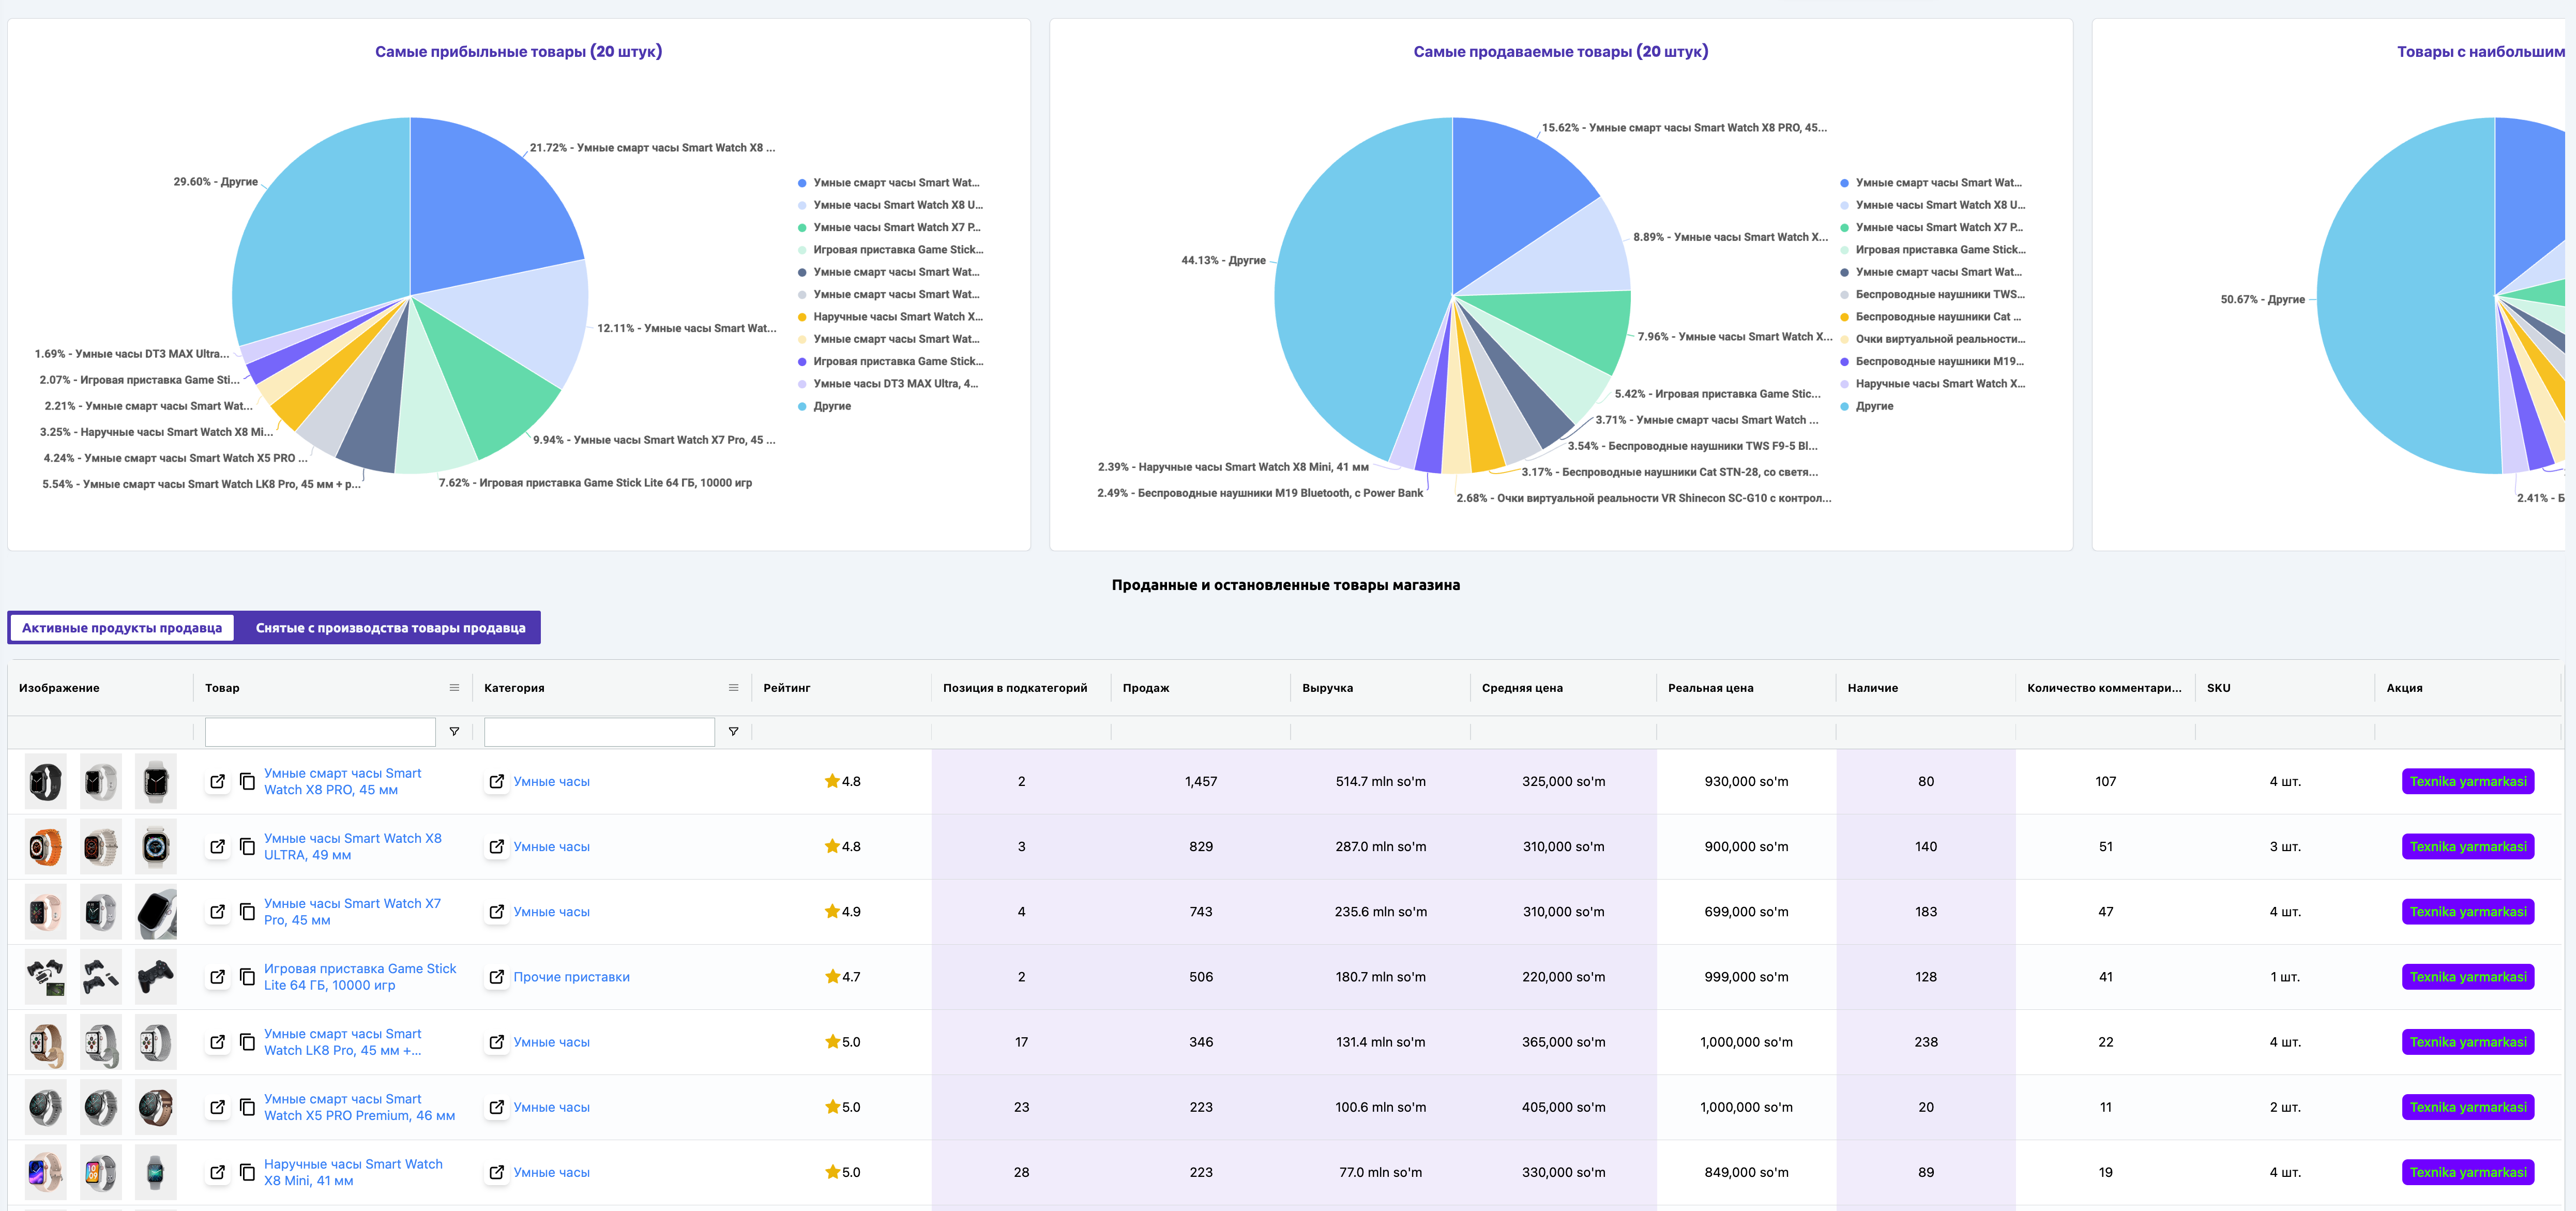 Самые прибыльные товары (20 штук)
21.72% - Умные смарт часы Smart Watch X8 ...
29.60% - Другие
12.11% - Умные часы Smart Wat...
1.69% - Умные часы DT3 MAX Ultra...
2.07% - Игровая приставка Game Sti...
2.21% - Умные смарт часы Smart Wat...
3.25% - Наручные часы Smart Watch X8 Mi...
9.94% - Умные часы Smart Watch X7 Pro, 45 ...
4.24% - Умные смарт часы Smart Watch X5 PRO ...
5.54% - Умные смарт часы Smart Watch LK8 Pro, 45 мм + р...
7.62% - Игровая приставка Game Stick Lite 64 ГБ, 10000 игр
Умные смарт часы Smart Wat...
Умные часы Smart Watch X8 U...
Умные часы Smart Watch X7 P...
Игровая приставка Game Stick...
Умные смарт часы Smart Wat...
Умные смарт часы Smart Wat...
Наручные часы Smart Watch X...
Умные смарт часы Smart Wat...
Игровая приставка Game Stick...
Умные часы DT3 MAX Ultra, 4...
Другие
Самые продаваемые товары (20 штук)
15.62% - Умные смарт часы Smart Watch X8 PRO, 45...
8.89% - Умные часы Smart Watch X...
44.13% - Другие
7.96% - Умные часы Smart Watch X...
5.42% - Игровая приставка Game Stic...
3.71% - Умные смарт часы Smart Watch ...
3.54% - Беспроводные наушники TWS F9-5 Bl...
2.39% - Наручные часы Smart Watch X8 Mini, 41 мм
3.17% - Беспроводные наушники Cat STN-28, со светя...
2.49% - Беспроводные наушники M19 Bluetooth, с Power Bank
2.68% - Очки виртуальной реальности VR Shinecon SC-G10 с контрол...
Умные смарт часы Smart Wat...
Умные часы Smart Watch X8 U...
Умные часы Smart Watch X7 P...
Игровая приставка Game Stick...
Умные смарт часы Smart Wat...
Беспроводные наушники TWS...
Беспроводные наушники Cat ...
Очки виртуальной реальности...
Беспроводные наушники M19...
Наручные часы Smart Watch X...
Другие
Товары с наибольшим
50.67% - Другие
2.41% - Б
Проданные и остановленные товары магазина
Активные продукты продавца Снятые с производства товары продавца
Изображение Товар Категория Рейтинг Позиция в подкатегорий Продаж Выручка Средняя цена Реальная цена Наличие Количество комментари... SKU Акция
Умные смарт часы Smart
Watch X8 PRO, 45 мм
Умные часы 4.8 2 1,457 514.7 mln so'm 325,000 so'm 930,000 so'm 80 107 4 шт. Texnika yarmarkasi
Умные часы Smart Watch X8
ULTRA, 49 мм
Умные часы 4.8 3 829 287.0 mln so'm 310,000 so'm 900,000 so'm 140 51 3 шт. Texnika yarmarkasi
Умные часы Smart Watch X7
Pro, 45 мм
Умные часы 4.9 4 743 235.6 mln so'm 310,000 so'm 699,000 so'm 183 47 4 шт. Texnika yarmarkasi
Игровая приставка Game Stick
Lite 64 ГБ, 10000 игр
Прочие приставки 4.7 2 506 180.7 mln so'm 220,000 so'm 999,000 so'm 128 41 1 шт. Texnika yarmarkasi
Умные смарт часы Smart
Watch LK8 Pro, 45 мм +...
Умные часы 5.0 17 346 131.4 mln so'm 365,000 so'm 1,000,000 so'm 238 22 4 шт. Texnika yarmarkasi
Умные смарт часы Smart
Watch X5 PRO Premium, 46 мм
Умные часы 5.0 23 223 100.6 mln so'm 405,000 so'm 1,000,000 so'm 20 11 2 шт. Texnika yarmarkasi
Наручные часы Smart Watch
X8 Mini, 41 мм
Умные часы 5.0 28 223 77.0 mln so'm 330,000 so'm 849,000 so'm 89 19 4 шт. Texnika yarmarkasi